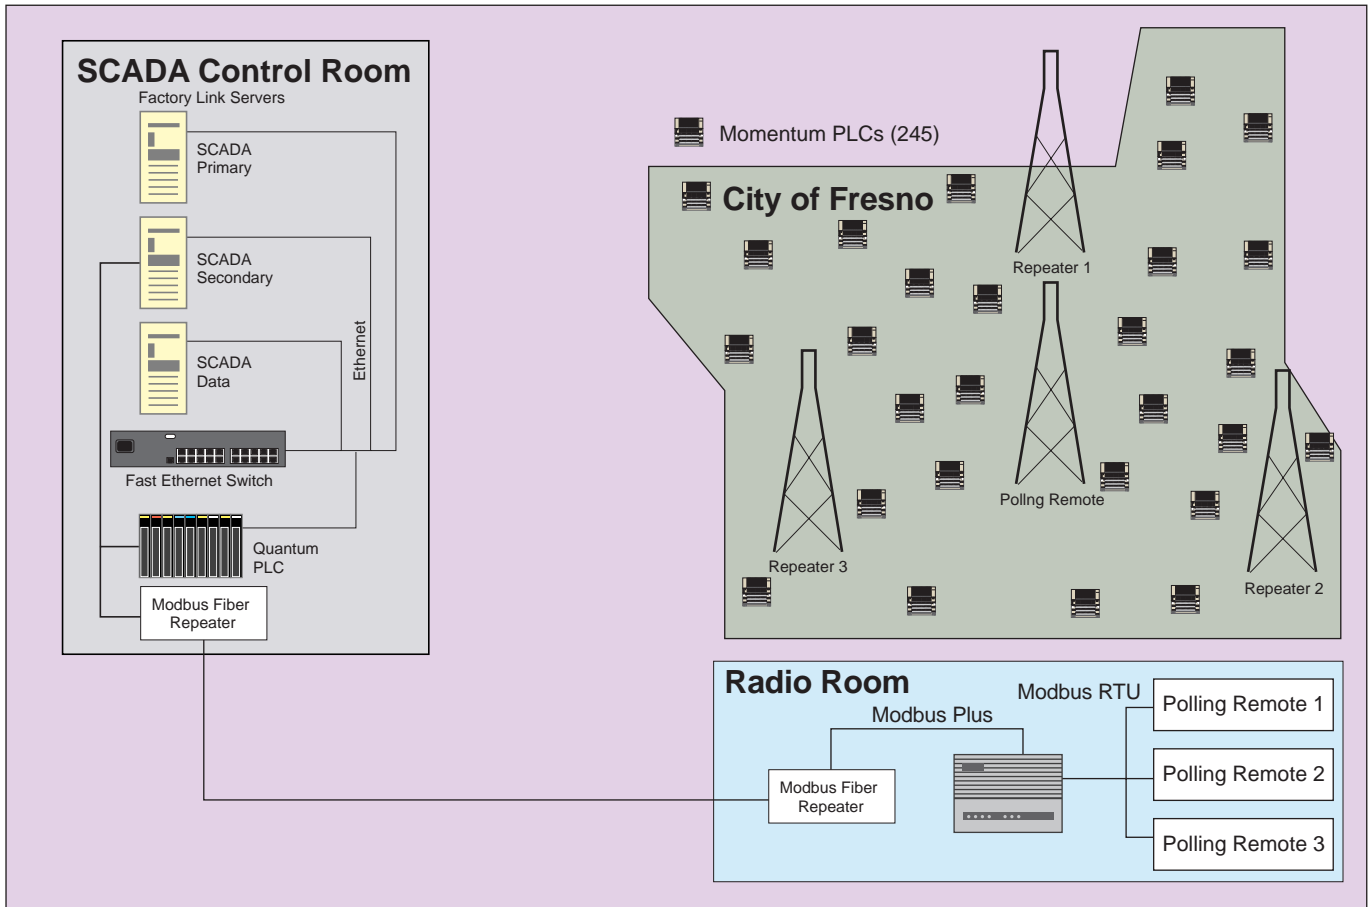 SCADA Control Room
Factory Link Servers
SCADA
Primary
SCADA
Secondary
SCADA
Data
Ethernet
Fast Ethernet Switch
Quantum
PLC
Modbus Fiber
Repeater
Momentum PLCs (245)
City of Fresno
Repeater 1
Pollng Remote
Repeater 3
Repeater 2
Radio Room
Modbus RTU
Modbus Plus
Modbus Fiber
Repeater
Polling Remote 1
Polling Remote 2
Polling Remote 3